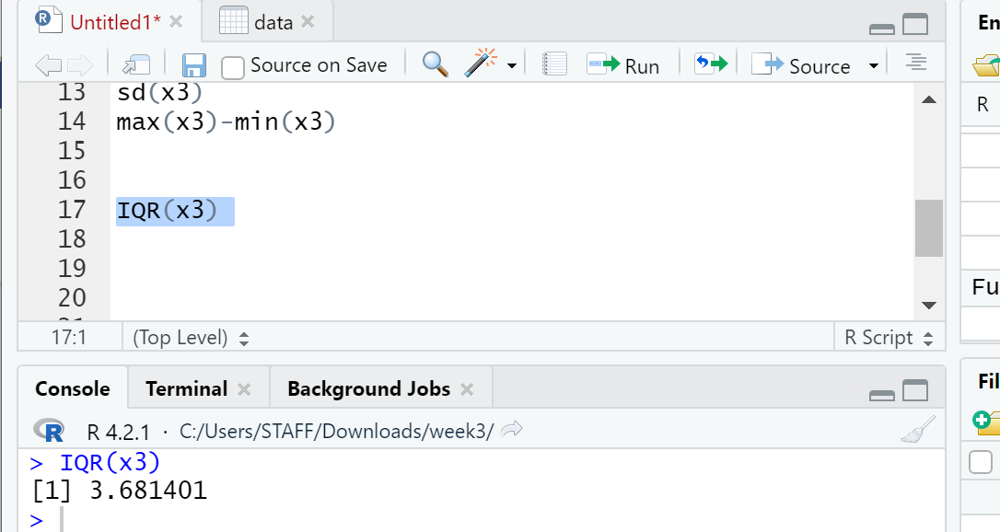 Untitled1*
data
En
Source on Save
Run
Source
R
13 sd(x3)
14 max(x3)-min(x3)
15
16
17 IQR(x3)
18
19
20
Fu
17:1
(Top Level)
R Script
Console
Terminal
Background Jobs
Fil
R 4.2.1 · C:/Users/STAFF/Downloads/week3/
> IQR(x3)
[1] 3.681401
>